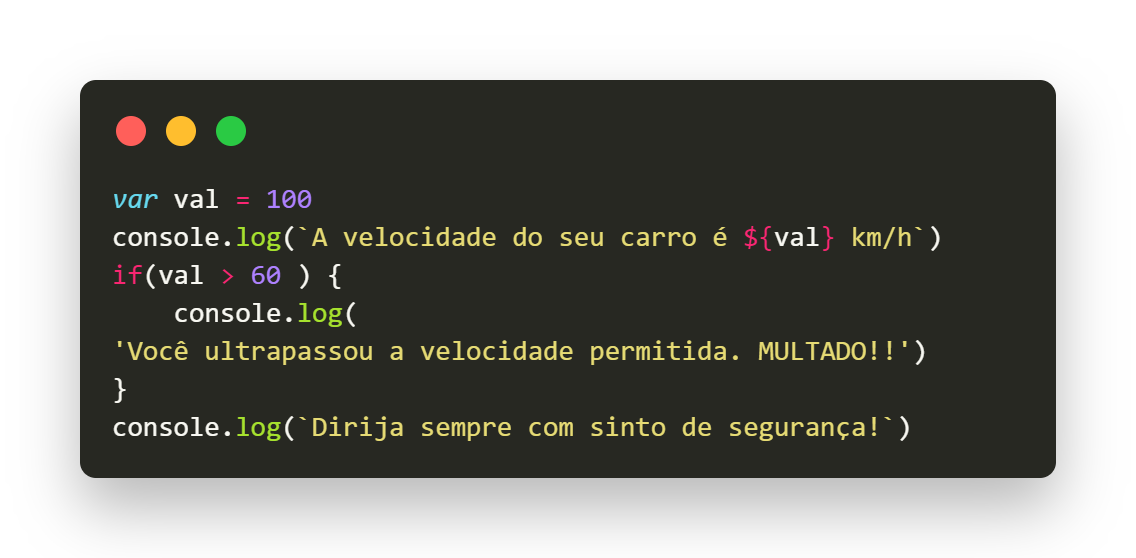 var val = 100
console.log(`A velocidade do seu carro é ${val} km/h`)
if(val > 60 ) {
    console.log(
'Você ultrapassou a velocidade permitida. MULTADO!!')
}
console.log(`Dirija sempre com sinto de segurança!`)